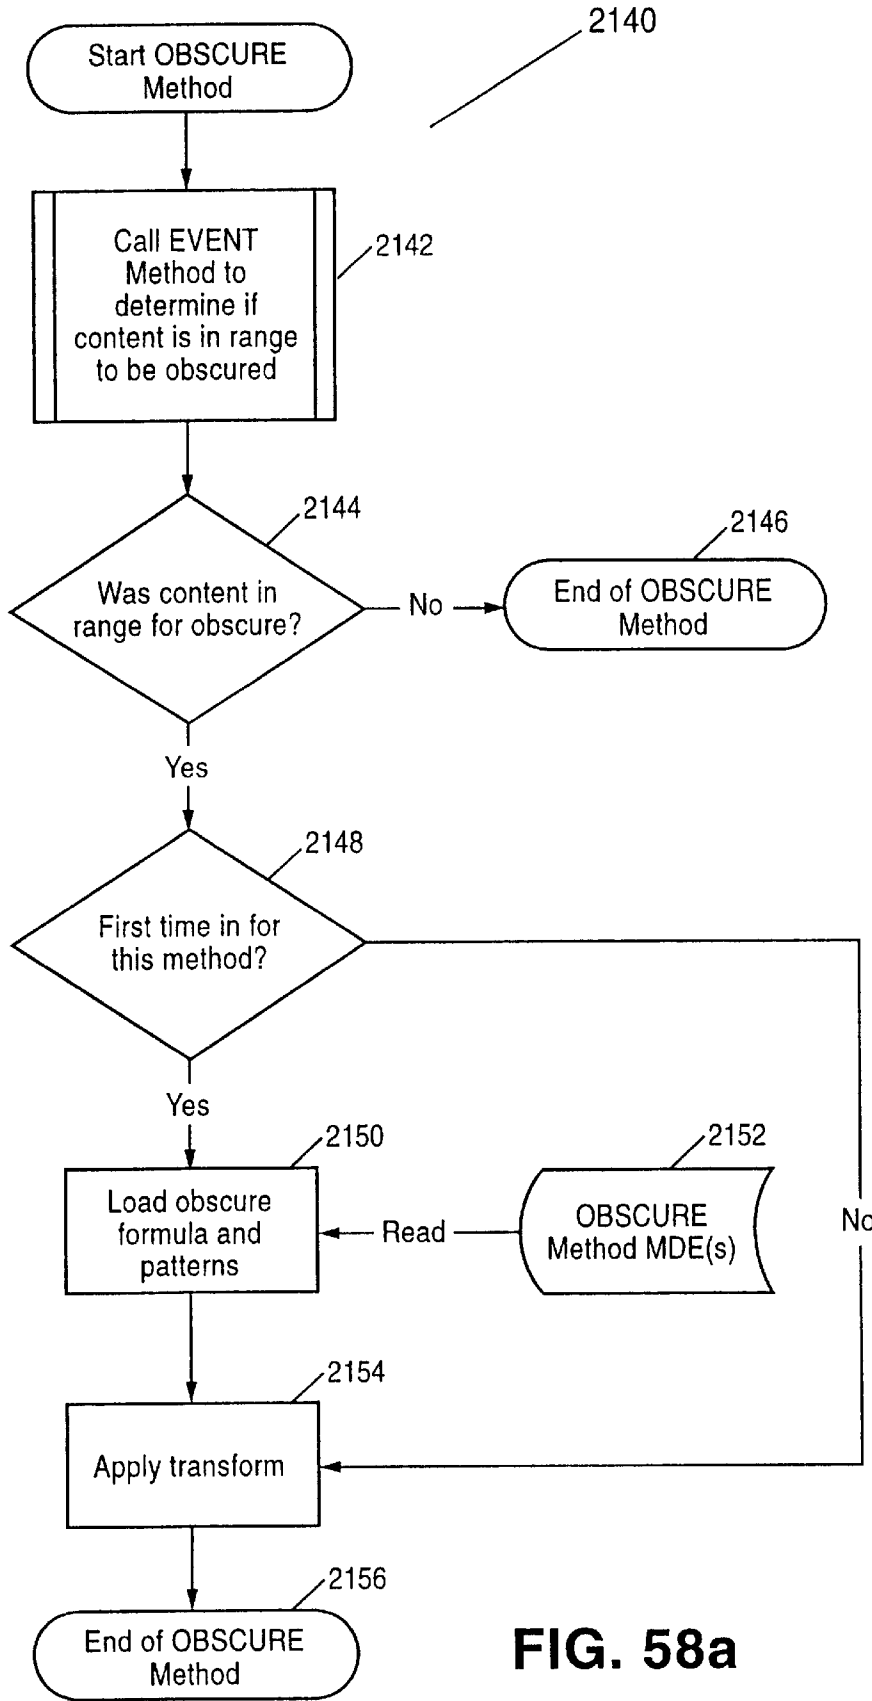 2140
Start OBSCURE
Method
Call EVENT
Method to
determine if
content is in range
to be obscured
2142
2144
Was content in
range for obscure?
No
2146
End of OBSCURE
Method
Yes
2148
First time in for
this method?
Yes
2150
Load obscure
formula and
patterns
Read
2152
OBSCURE
Method MDE(s)
No
2154
Apply transform
2156
End of OBSCURE
Method
FIG. 58a